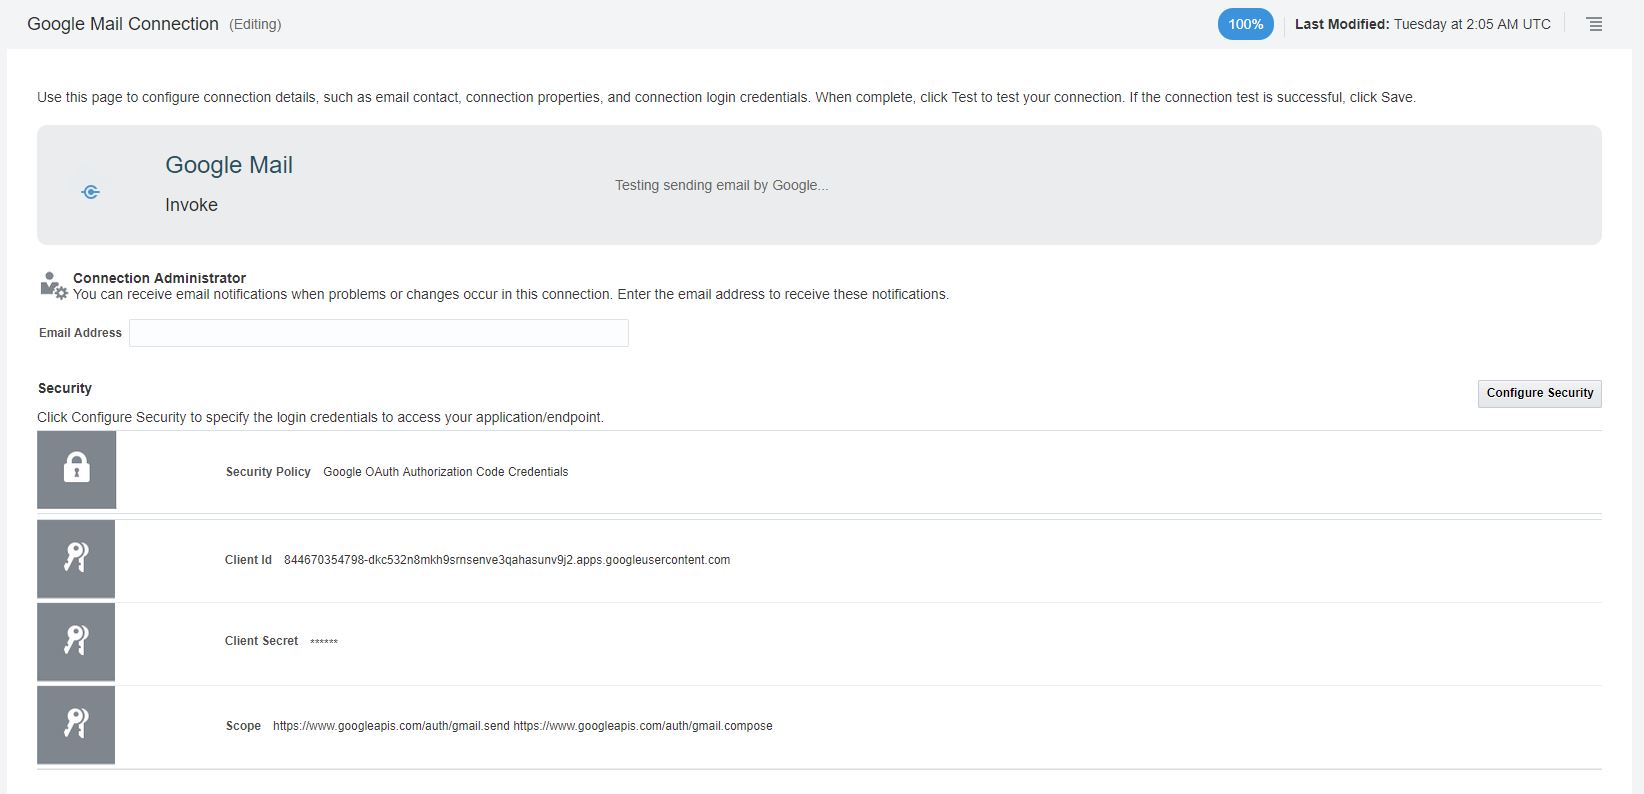 Google Mail Connection (Editing)
100%
Last Modified: Tuesday at 2:05 AM UTC
Use this page to configure connection details, such as email contact, connection properties, and connection login credentials. When complete, click Test to test your connection. If the connection test is successful, click Save.
Google Mail
Invoke
Testing sending email by Google...
Connection Administrator
You can receive email notifications when problems or changes occur in this connection. Enter the email address to receive these notifications.
Email Address
Security
Configure Security
Click Configure Security to specify the login credentials to access your application/endpoint.
Security Policy Google OAuth Authorization Code Credentials
Client Id 844670354798-dkc532n8mkh9srnsenve3qahasunv9j2.apps.googleusercontent.com
Client Secret ******
Scope https://www.googleapis.com/auth/gmail.send https://www.googleapis.com/auth/gmail.compose